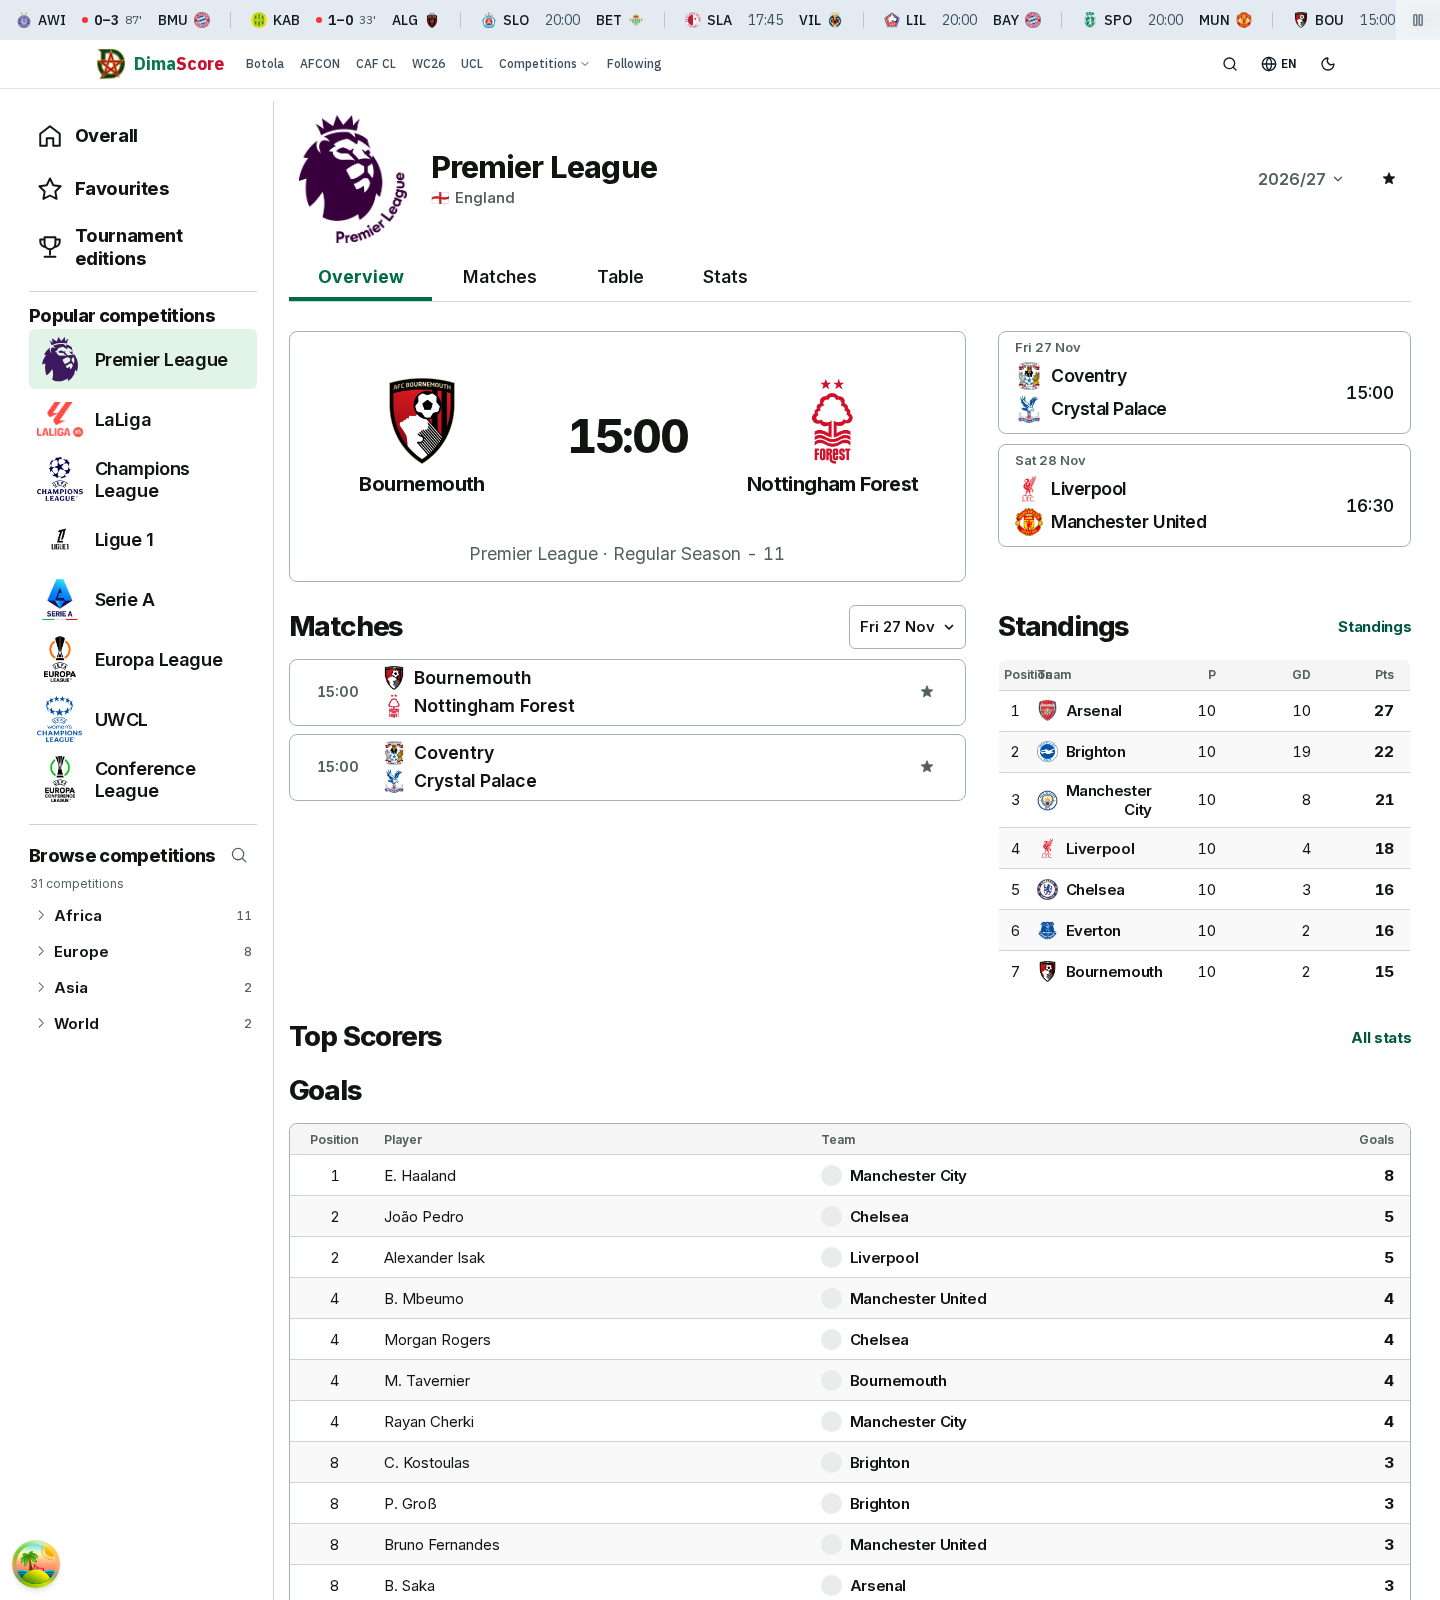 AWI 0–3 87' BMU
KAB 1–0 33' ALG
SLO 20:00 BET
SLA 17:45 VIL
LIL 20:00 BAY
SPO 20:00 MUN
BOU 15:00
DimaScore
Botola AFCON CAF CL WC26 UCL Competitions Following
EN
Overall
Favourites
Tournament
editions
Popular competitions
Premier League
LaLiga
Champions
League
Ligue 1
Serie A
Europa League
UWCL
Conference
League
Browse competitions
31 competitions
Africa 11
Europe 8
Asia 2
World 2
Premier League
Premier League
England
2026/27
Overview Matches Table Stats
AFC BOURNEMOUTH
FOREST
15:00
Bournemouth
Nottingham Forest
Premier League · Regular Season - 11
Fri 27 Nov
Coventry
Crystal Palace
15:00
Sat 28 Nov
Liverpool
Manchester United
16:30
Matches
Fri 27 Nov
15:00
Bournemouth
Nottingham Forest
15:00
Coventry
Crystal Palace
Standings
Standings
Position Team P GD Pts
1 Arsenal 10 10 27
2 Brighton 10 19 22
3 Manchester City 10 8 21
4 Liverpool 10 4 18
5 Chelsea 10 3 16
6 Everton 10 2 16
7 Bournemouth 10 2 15
Top Scorers
All stats
Goals
Position Player Team Goals
1 E. Haaland Manchester City 8
2 João Pedro Chelsea 5
2 Alexander Isak Liverpool 5
4 B. Mbeumo Manchester United 4
4 Morgan Rogers Chelsea 4
4 M. Tavernier Bournemouth 4
4 Rayan Cherki Manchester City 4
8 C. Kostoulas Brighton 3
8 P. Groß Brighton 3
8 Bruno Fernandes Manchester United 3
8 B. Saka Arsenal 3